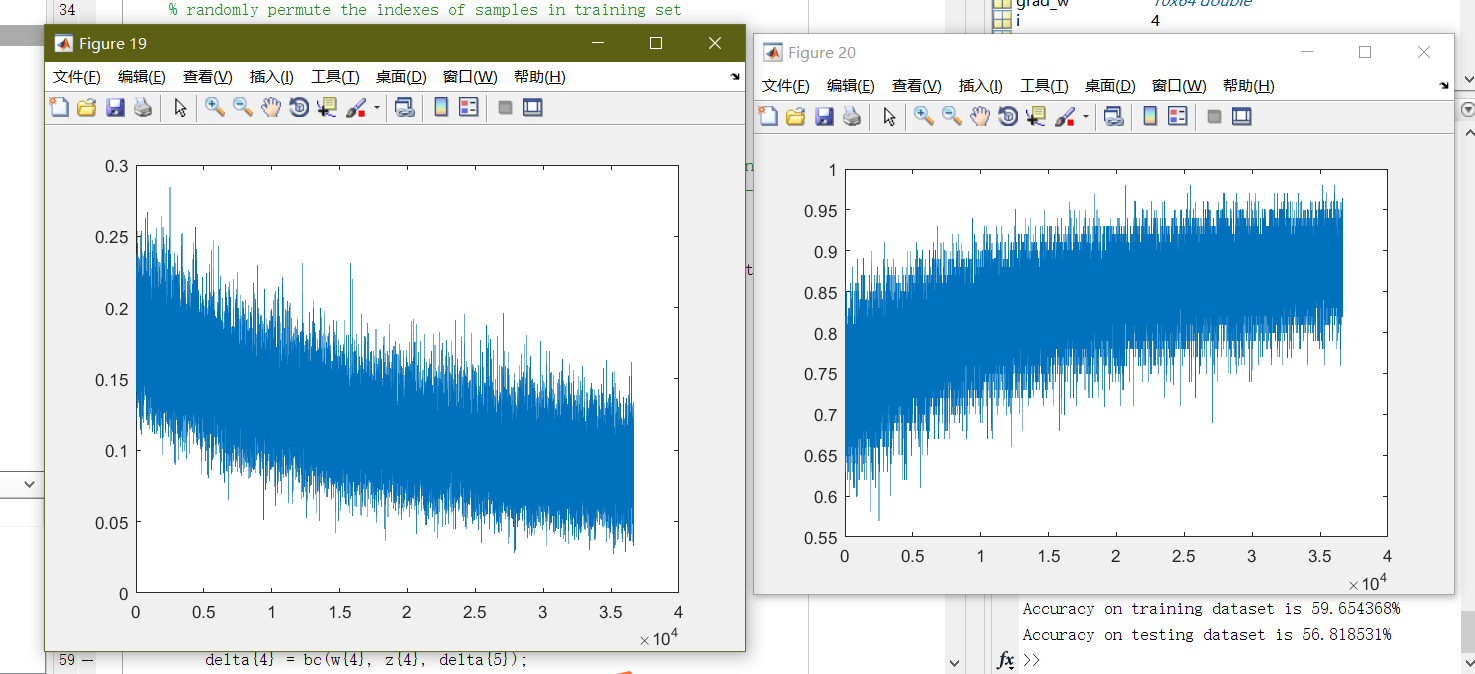 34 % randomly permute the indexes of samples in training set
grad_w 10x64 double
i 4
Figure 19
文件(F) 编辑(E) 查看(V) 插入(I) 工具(T) 桌面(D) 窗口(W) 帮助(H)
0.3
0.25
0.2
0.15
0.1
0.05
0
0 0.5 1 1.5 2 2.5 3 3.5 4
×10^4
Figure 20
文件(F) 编辑(E) 查看(V) 插入(I) 工具(T) 桌面(D) 窗口(W) 帮助(H)
1
0.95
0.9
0.85
0.8
0.75
0.7
0.65
0.6
0.55
0 0.5 1 1.5 2 2.5 3 3.5 4
×10^4
Accuracy on training dataset is 59.654368%
Accuracy on testing dataset is 56.818531%
fx >>
59 — delta{4} = bc(w{4}, z{4}, delta{5});